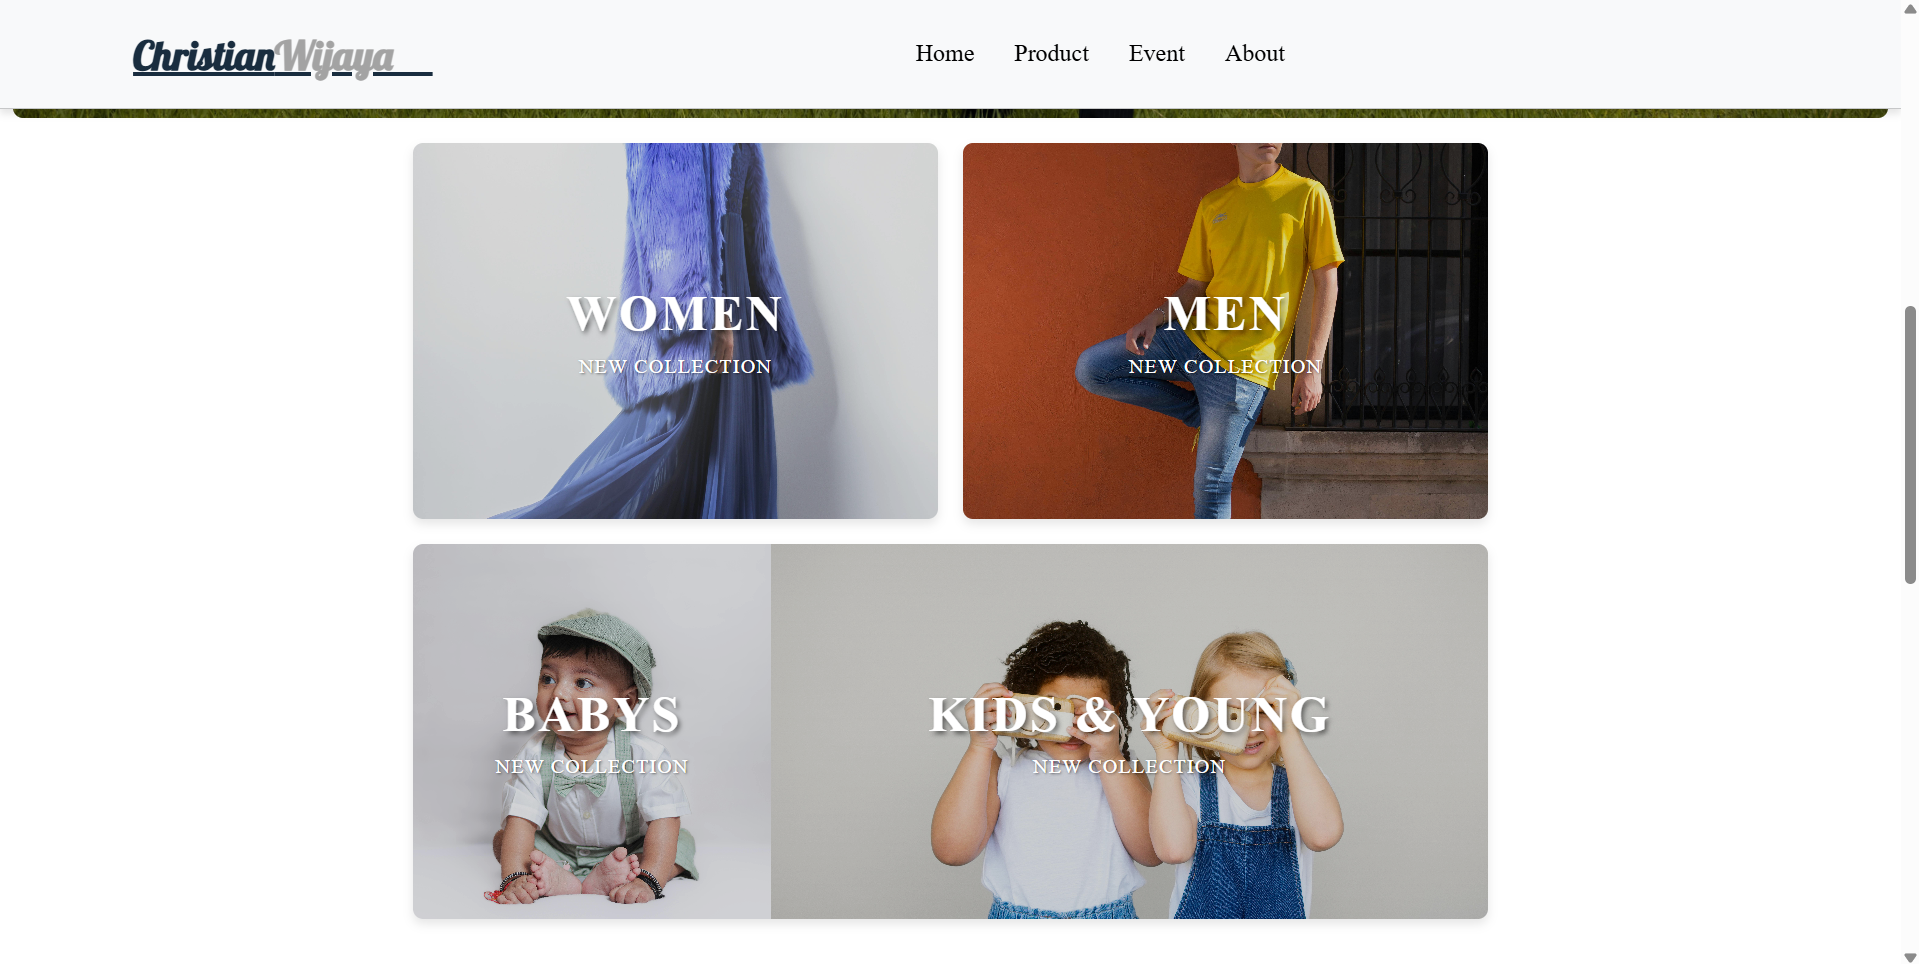 ChristianWijaya
Home Product Event About
WOMEN
NEW COLLECTION
MEN
NEW COLLECTION
BABYS
NEW COLLECTION
KIDS & YOUNG
NEW COLLECTION